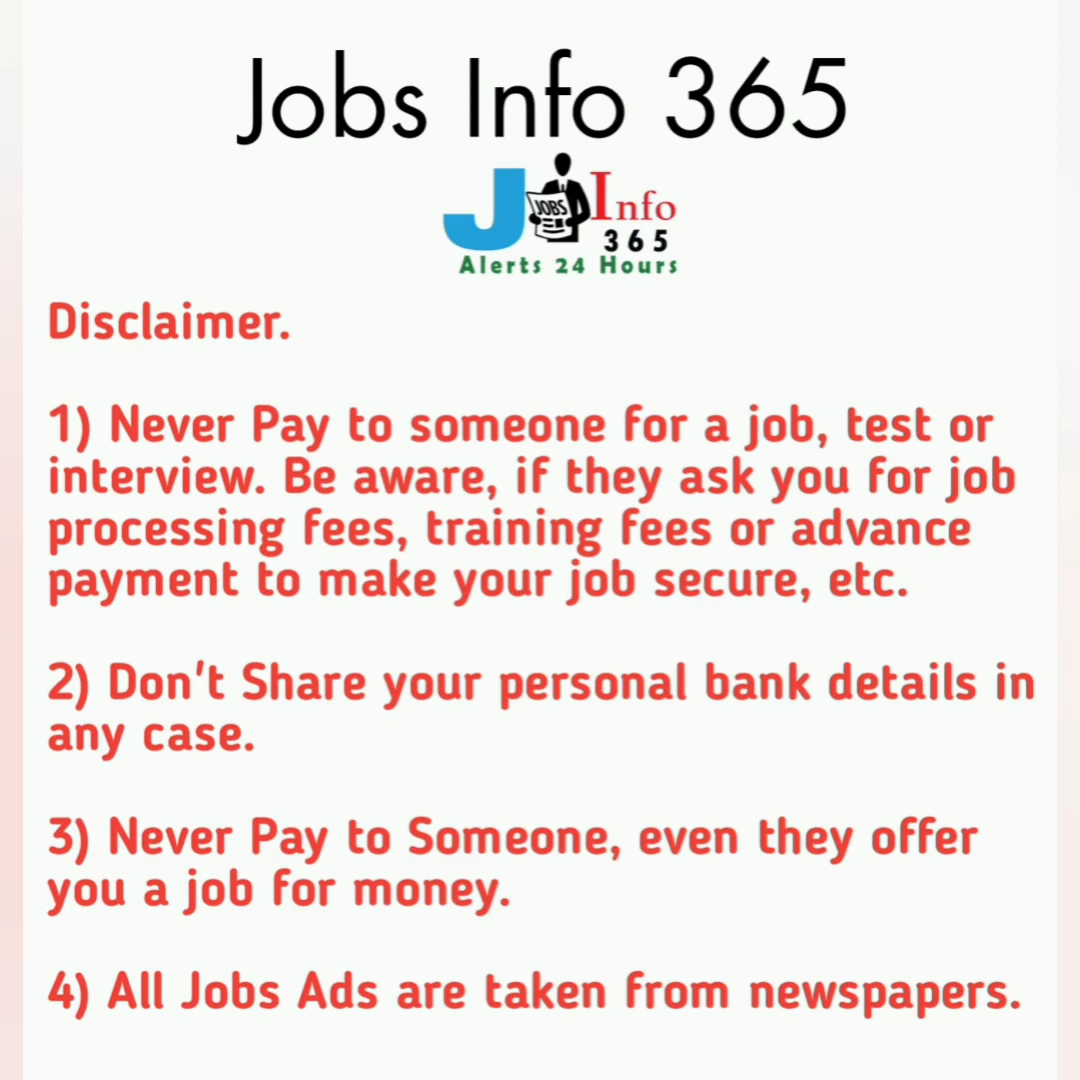 Jobs Info 365
J Info
JOBS
365
Alerts 24 Hours
Disclaimer.
1) Never Pay to someone for a job, test or
interview. Be aware, if they ask you for job
processing fees, training fees or advance
payment to make your job secure, etc.
2) Don't Share your personal bank details in
any case.
3) Never Pay to Someone, even they offer
you a job for money.
4) All Jobs Ads are taken from newspapers.